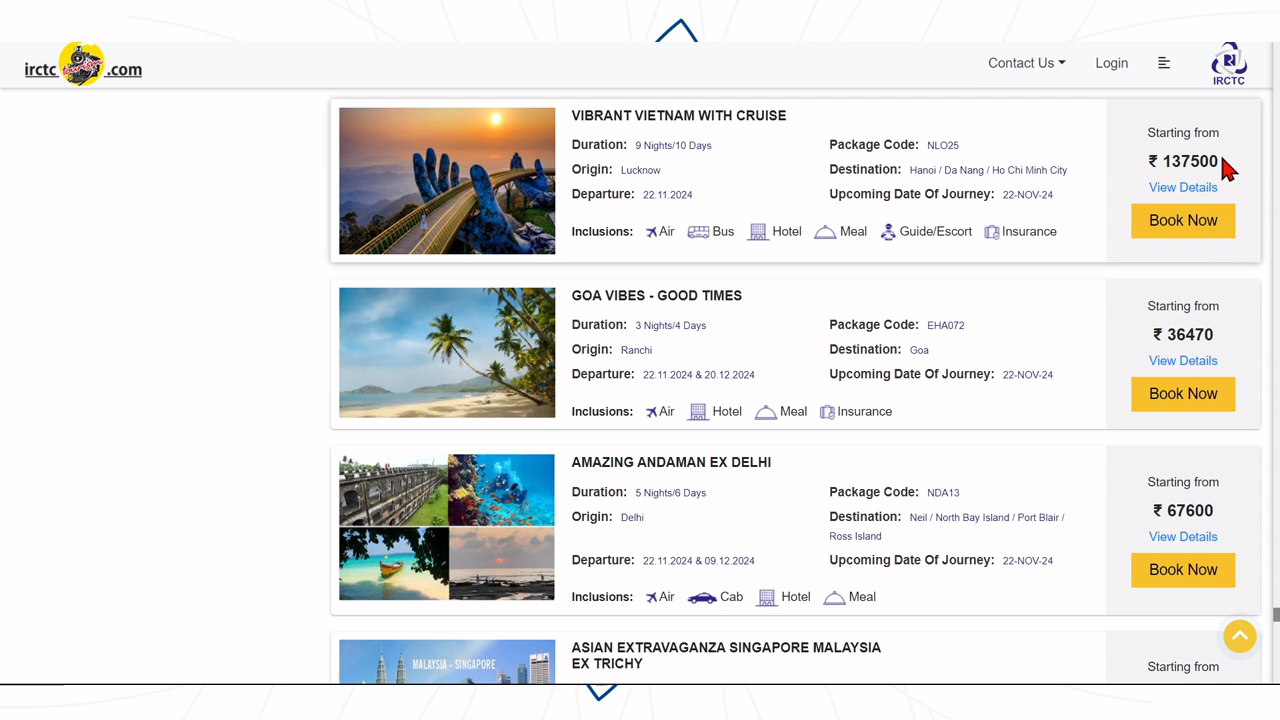 irctc tourism .com
Contact Us
Login
IRCTC
VIBRANT VIETNAM WITH CRUISE
Duration: 9 Nights/10 Days
Package Code: NLO25
Origin: Lucknow
Destination: Hanoi / Da Nang / Ho Chi Minh City
Departure: 22.11.2024
Upcoming Date Of Journey: 22-NOV-24
Inclusions: Air Bus Hotel Meal Guide/Escort Insurance
Starting from
₹ 137500
View Details
Book Now
GOA VIBES - GOOD TIMES
Duration: 3 Nights/4 Days
Package Code: EHA072
Origin: Ranchi
Destination: Goa
Departure: 22.11.2024 & 20.12.2024
Upcoming Date Of Journey: 22-NOV-24
Inclusions: Air Hotel Meal Insurance
Starting from
₹ 36470
View Details
Book Now
AMAZING ANDAMAN EX DELHI
Duration: 5 Nights/6 Days
Package Code: NDA13
Origin: Delhi
Destination: Neil / North Bay Island / Port Blair /
Ross Island
Departure: 22.11.2024 & 09.12.2024
Upcoming Date Of Journey: 22-NOV-24
Inclusions: Air Cab Hotel Meal
Starting from
₹ 67600
View Details
Book Now
MALAYSIA - SINGAPORE
ASIAN EXTRAVAGANZA SINGAPORE MALAYSIA
EX TRICHY
Starting from